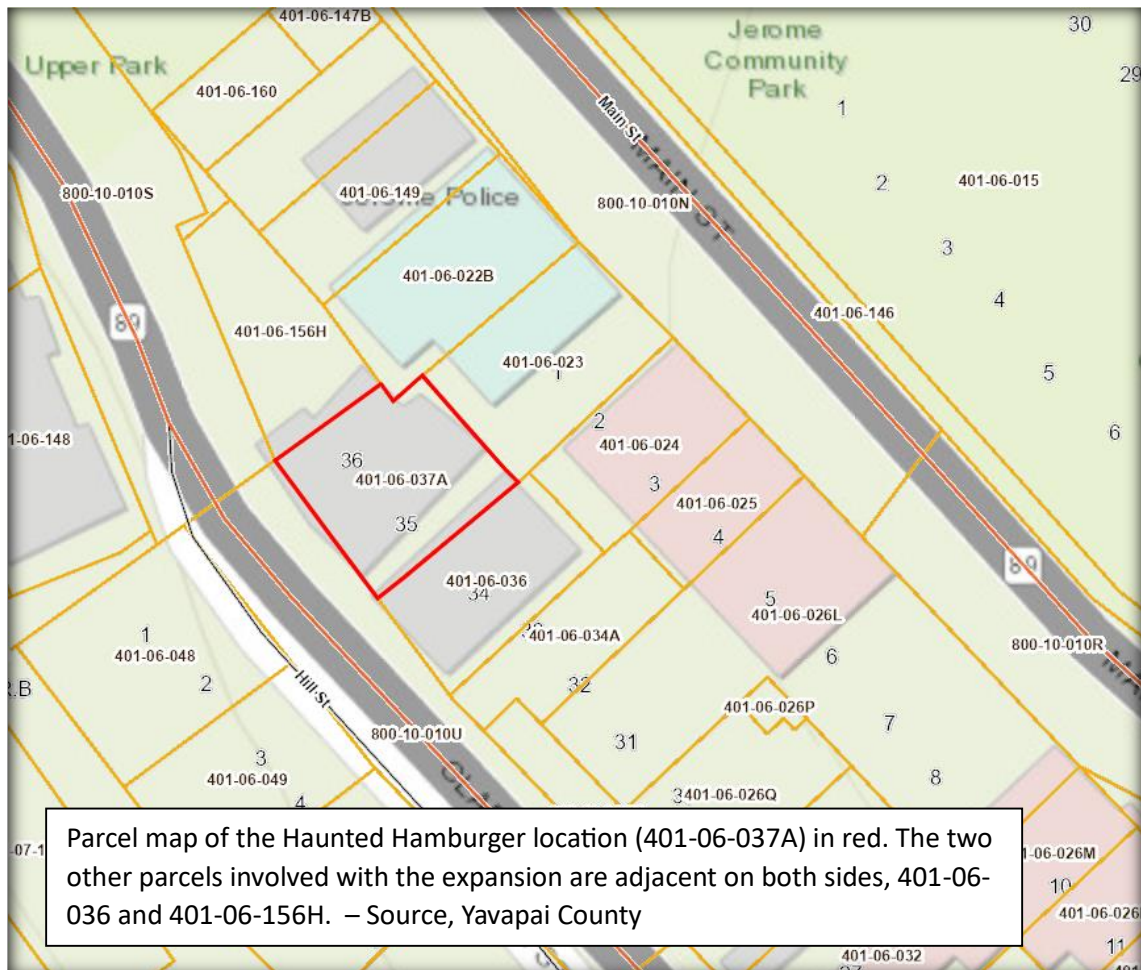 401-06-147B
30
Jerome
Community
Park
Upper Park
29
401-06-160
1
Main St
MAIN ST
2
401-06-015
800-10-010S
401-06-149
Police
800-10-010N
3
401-06-022B
4
401-06-146
89
401-06-156H
401-06-023
1
5
2
6
401-06-024
36
401-06-037A
3
401-06-025
35
4
401-06-036
34
89
5
401-06-026L
401-06-034A
1
401-06-048
6
800-10-010R
2
32
401-06-026P
Hill St
7
800-10-010U
31
3
8
401-06-049
401-06-026Q
4
Parcel map of the Haunted Hamburger location (401-06-037A) in red. The two
other parcels involved with the expansion are adjacent on both sides, 401-06-
036 and 401-06-156H. – Source, Yavapai County
10
11
401-06-032